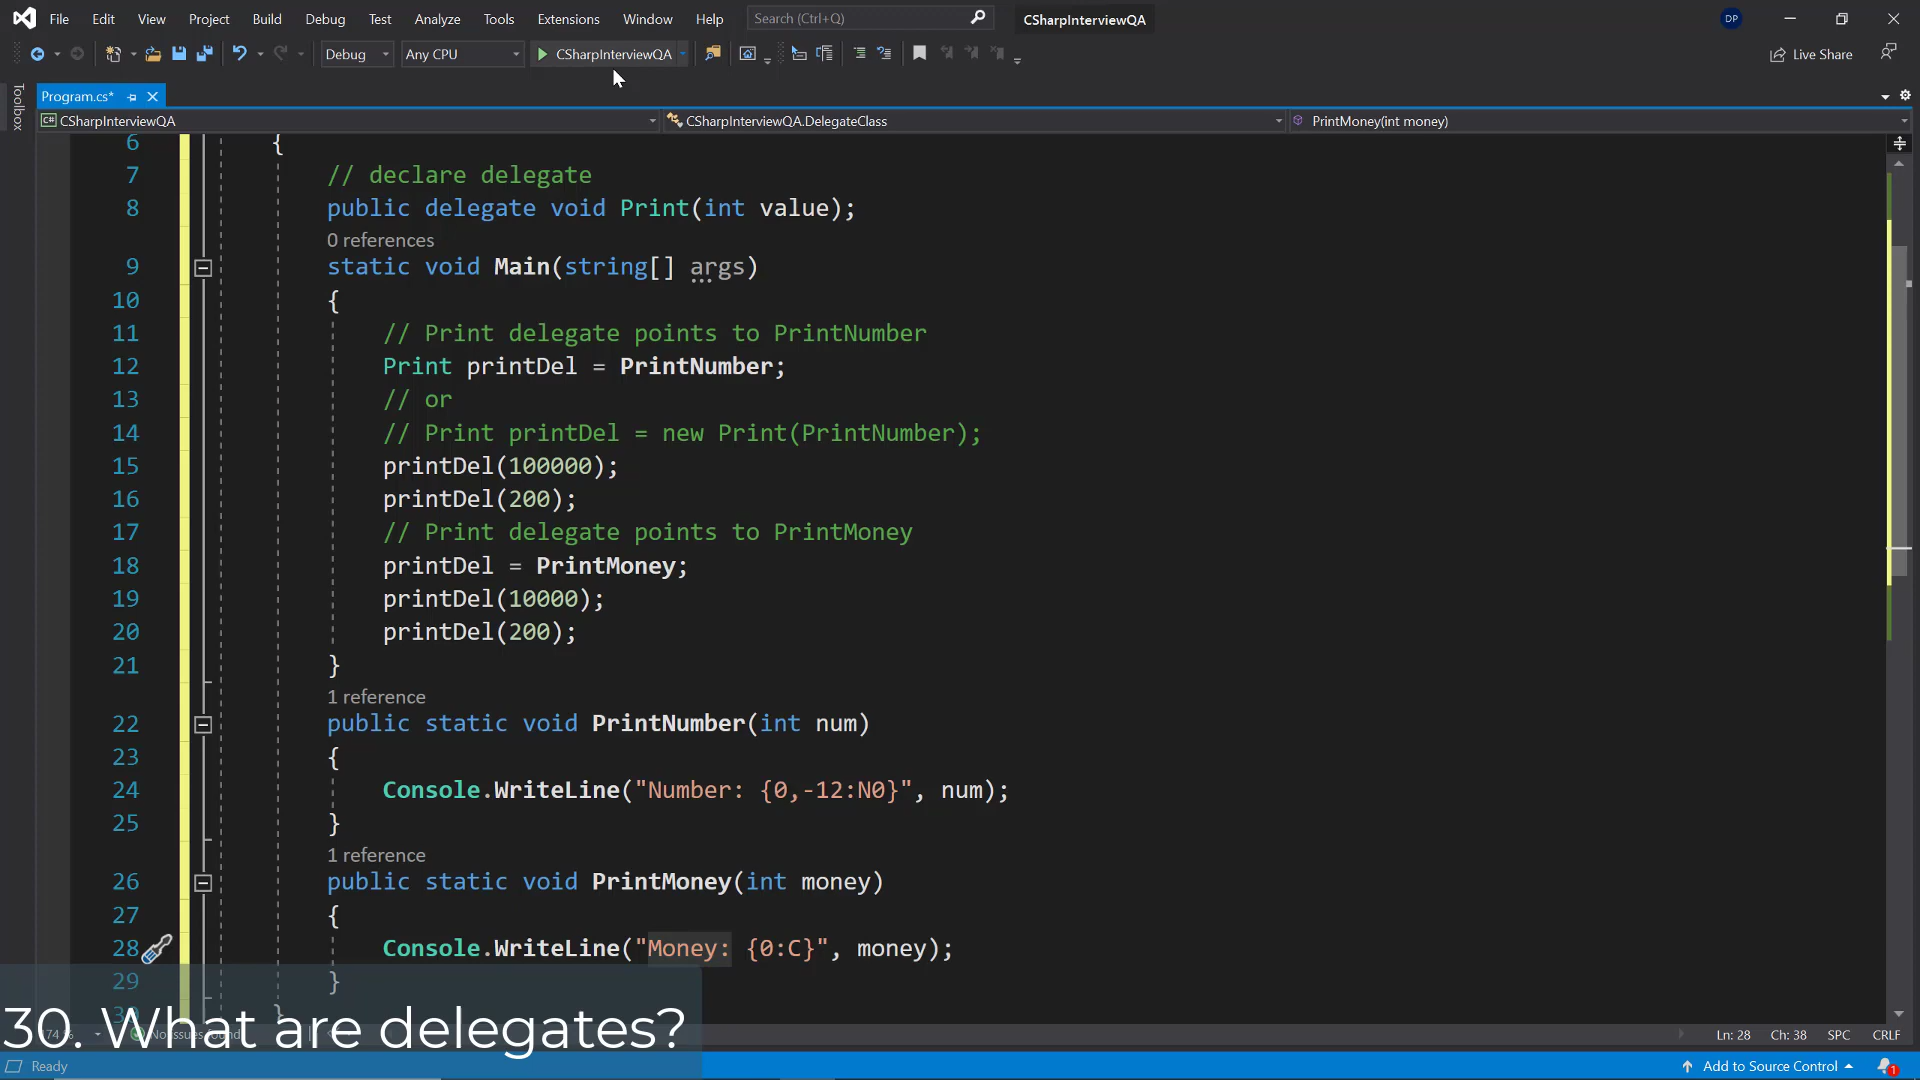 File Edit View Project Build Debug Test Analyze Tools Extensions Window Help Search (Ctrl+Q) CSharpInterviewQA DP
Debug Any CPU CSharpInterviewQA Live Share
Toolbox
Program.cs*
C# CSharpInterviewQA CSharpInterviewQA.DelegateClass PrintMoney(int money)
6 {
7 // declare delegate
8 public delegate void Print(int value);
0 references
9 static void Main(string[] args)
10 {
11 // Print delegate points to PrintNumber
12 Print printDel = PrintNumber;
13 // or
14 // Print printDel = new Print(PrintNumber);
15 printDel(100000);
16 printDel(200);
17 // Print delegate points to PrintMoney
18 printDel = PrintMoney;
19 printDel(10000);
20 printDel(200);
21 }
1 reference
22 public static void PrintNumber(int num)
23 {
24 Console.WriteLine("Number: {0,-12:N0}", num);
25 }
1 reference
26 public static void PrintMoney(int money)
27 {
28 Console.WriteLine("Money: {0:C}", money);
29 }
30 }
30. What are delegates?
Ln: 28 Ch: 38 SPC CRLF
Ready Add to Source Control 1